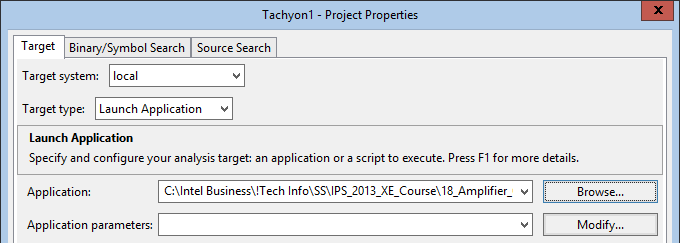 Tachyon1 - Project Properties
X
Target Binary/Symbol Search Source Search
Target system: local
Target type: Launch Application
Launch Application
Specify and configure your analysis target: an application or a script to execute. Press F1 for more details.
Application: C:\Intel Business\!Tech Info\SS\IPS_2013_XE_Course\18_Amplifier_ Browse...
Application parameters: Modify...